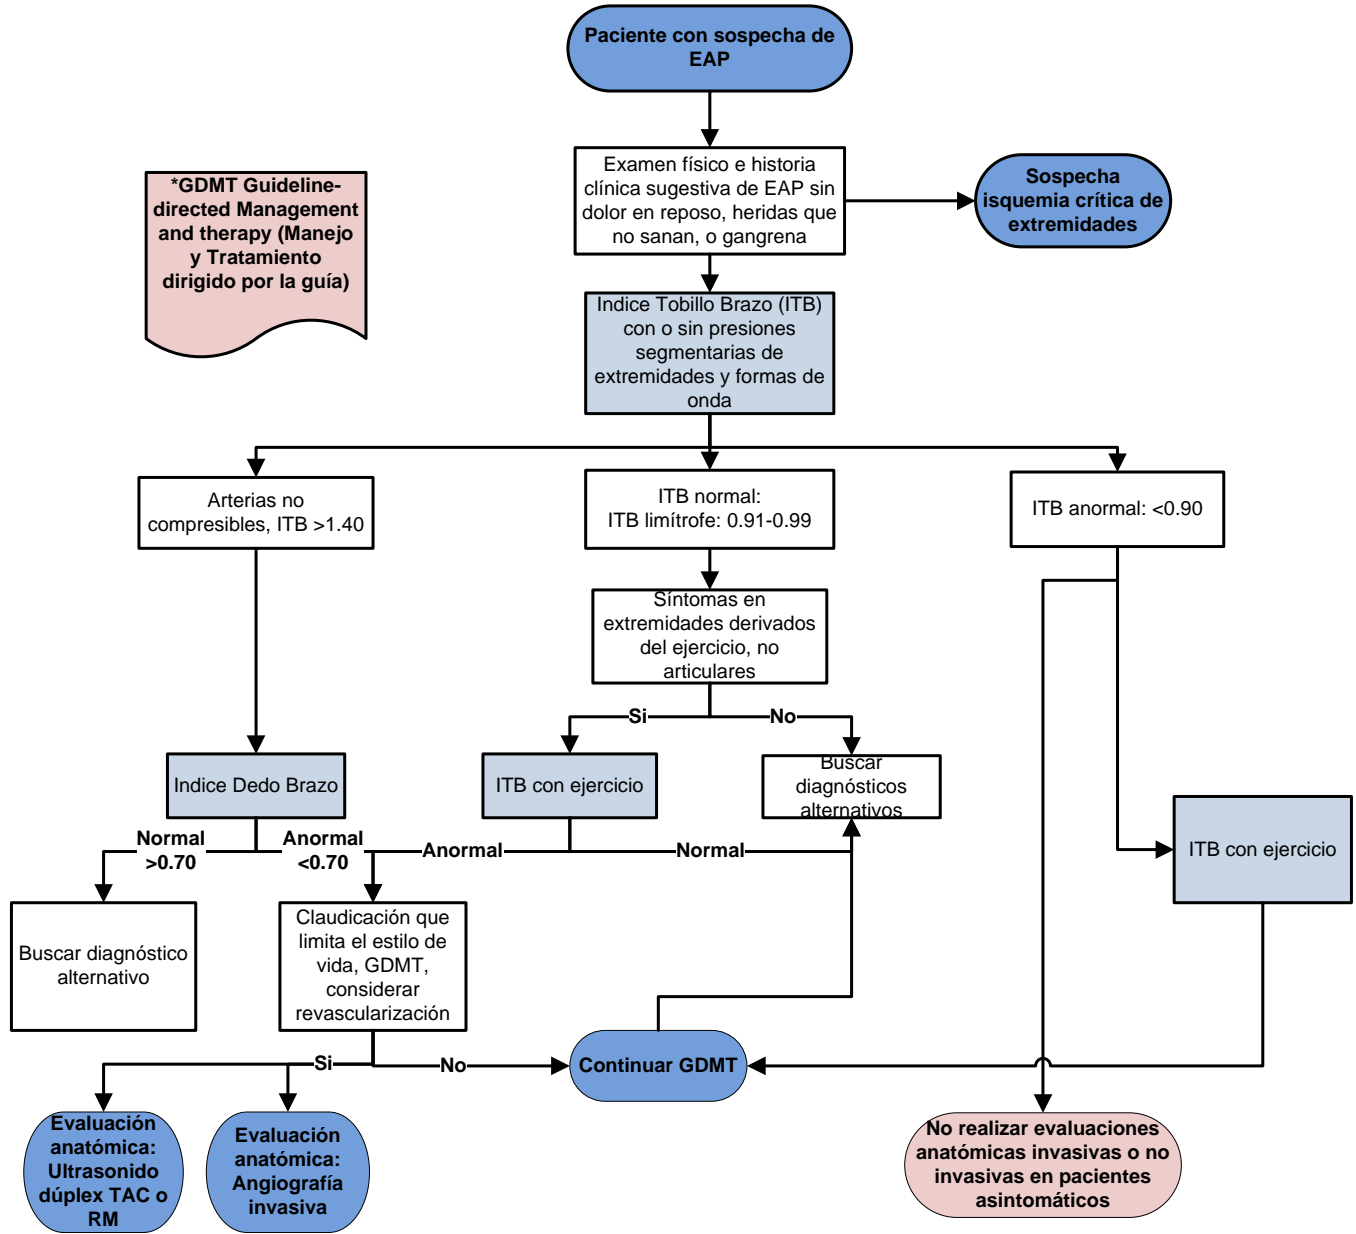 Paciente con sospecha de
EAP
*GDMT Guideline-
directed Management
and therapy (Manejo
y Tratamiento
dirigido por la guía)
Examen físico e historia
clínica sugestiva de EAP sin
dolor en reposo, heridas que
no sanan, o gangrena
Sospecha
isquemia crítica de
extremidades
Indice Tobillo Brazo (ITB)
con o sin presiones
segmentarias de
extremidades y formas de
onda
Arterias no
compresibles, ITB >1.40
ITB normal:
ITB limítrofe: 0.91-0.99
ITB anormal: <0.90
Síntomas en
extremidades derivados
del ejercicio, no
articulares
Si
No
Indice Dedo Brazo
ITB con ejercicio
Buscar
diagnósticos
alternativos
ITB con ejercicio
Normal
>0.70
Anormal
<0.70
Anormal
Normal
Buscar diagnóstico
alternativo
Claudicación que
limita el estilo de
vida, GDMT,
considerar
revascularización
Si
No
Continuar GDMT
Evaluación
anatómica:
Ultrasonido
dúplex TAC o
RM
Evaluación
anatómica:
Angiografía
invasiva
No realizar evaluaciones
anatómicas invasivas o no
invasivas en pacientes
asintomáticos